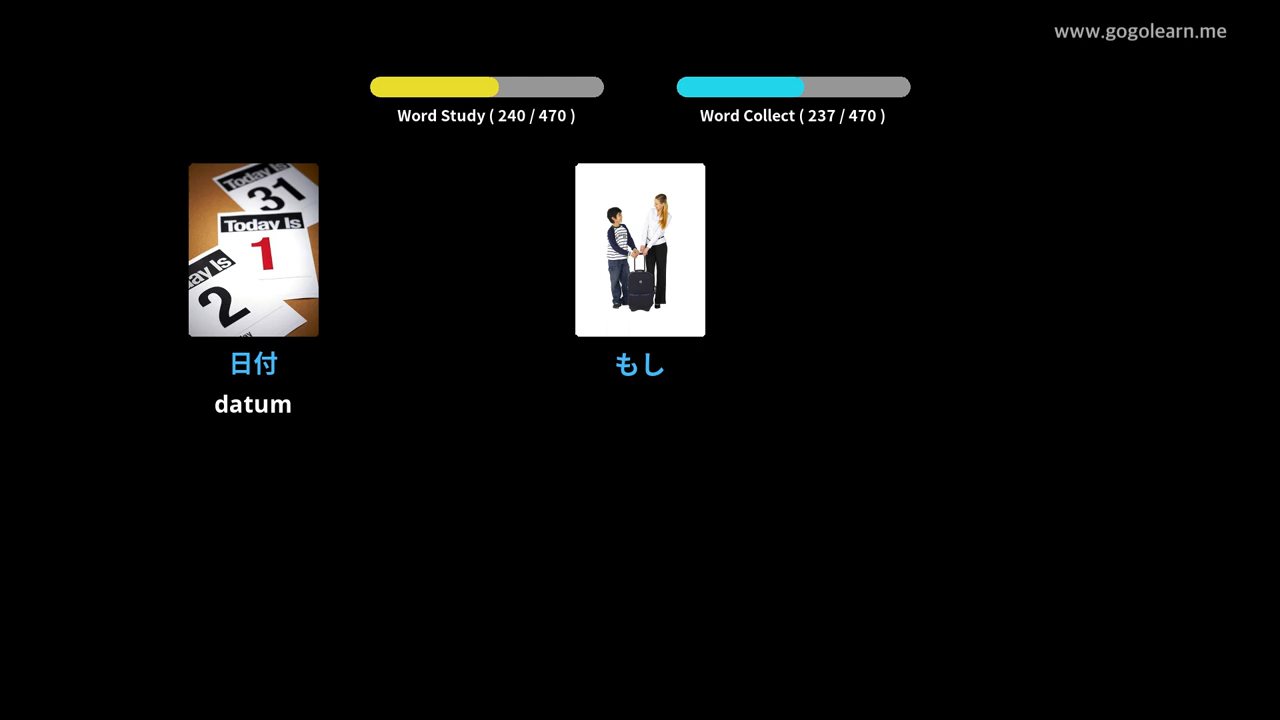 www.gogolearn.me
Word Study ( 240 / 470 )
Word Collect ( 237 / 470 )
Today Is
31
Today Is
1
ay Is
2
日付
datum
もし